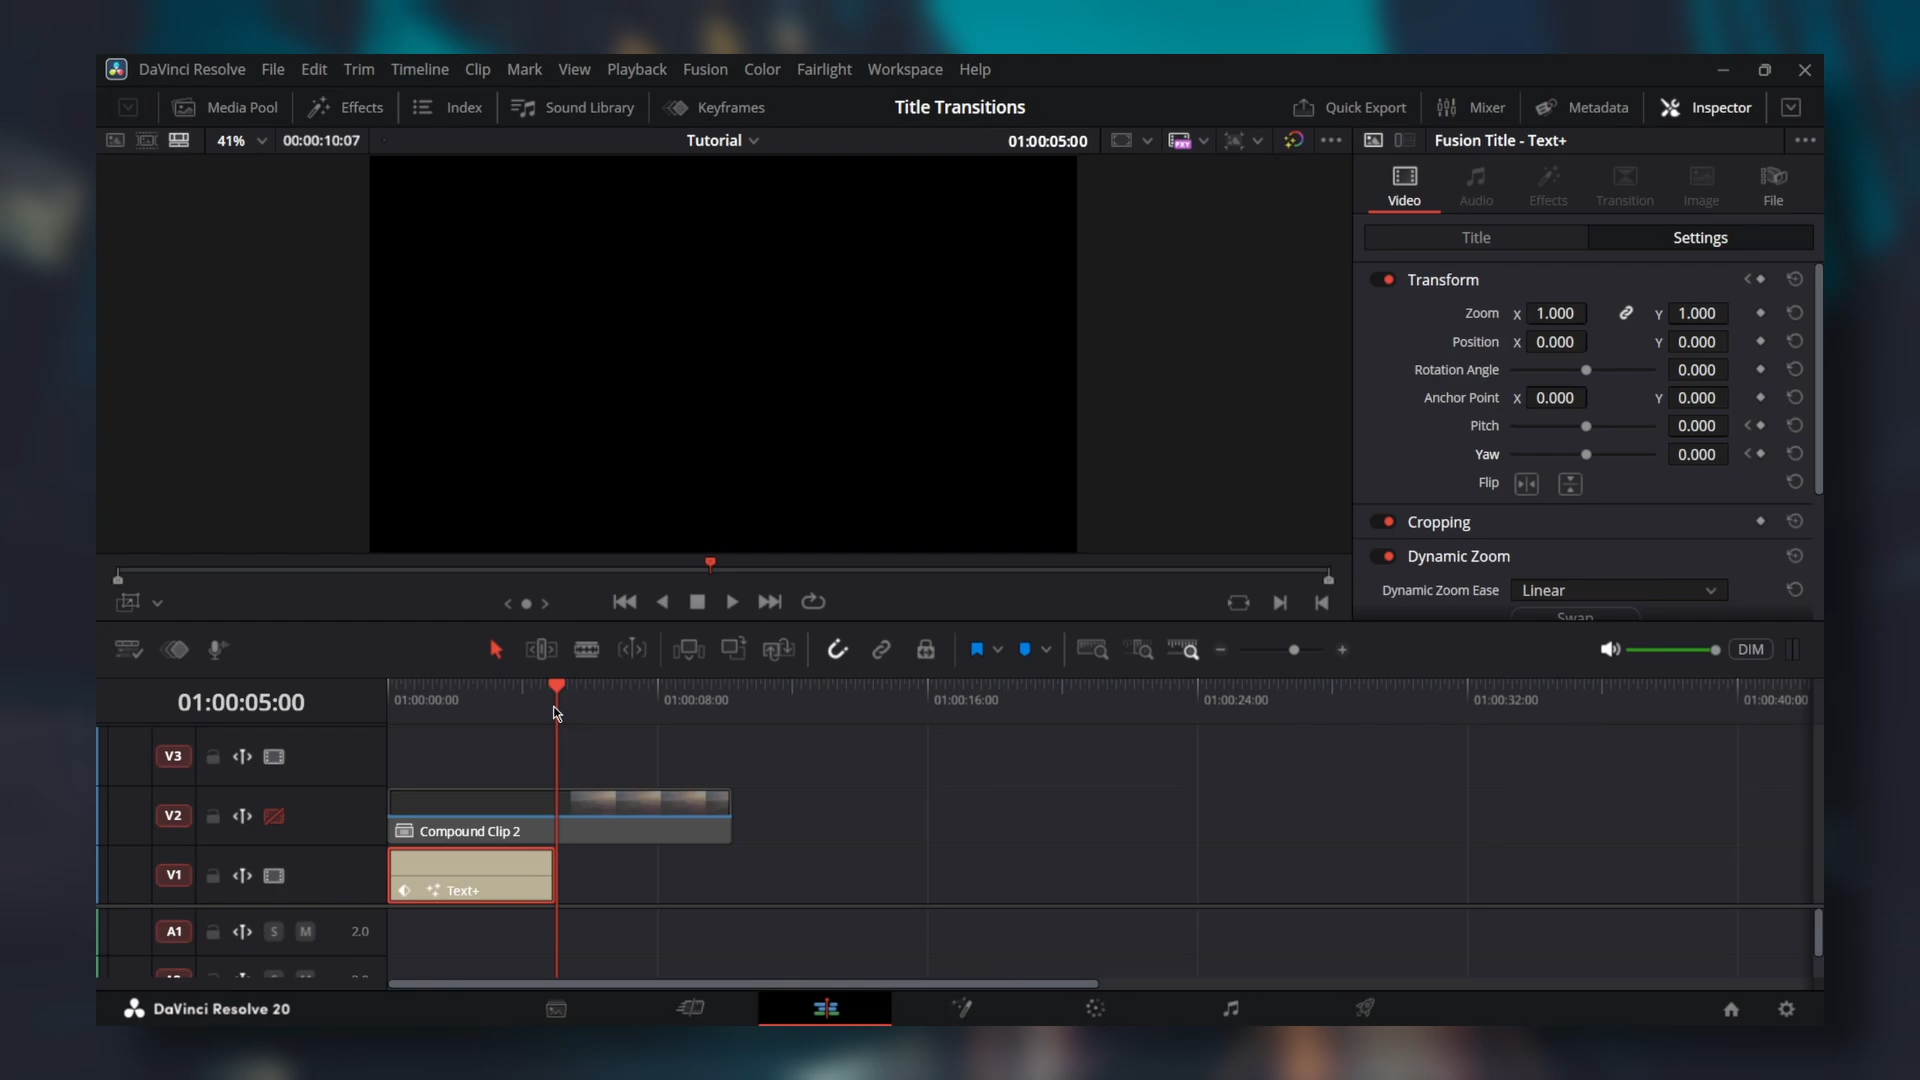 DaVinci Resolve File Edit Trim Timeline Clip Mark View Playback Fusion Color Fairlight Workspace Help
Media Pool Effects Index Sound Library Keyframes Title Transitions Quick Export Mixer Metadata Inspector
41% 00:00:10:07 Tutorial 01:00:05:00 Fusion Title - Text+
Video Audio Effects Transition Image File
Title Settings
Transform
Zoom X 1.000 Y 1.000
Position X 0.000 Y 0.000
Rotation Angle 0.000
Anchor Point X 0.000 Y 0.000
Pitch 0.000
Yaw 0.000
Flip
Cropping
Dynamic Zoom
Dynamic Zoom Ease Linear
Swap
DIM
01:00:05:00 01:00:00:00 01:00:08:00 01:00:16:00 01:00:24:00 01:00:32:00 01:00:40:00
V3
V2 Compound Clip 2
V1 Text+
A1 S M 2.0
DaVinci Resolve 20